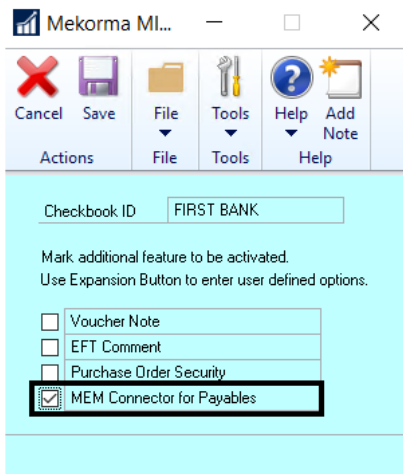 Mekorma MI...
Cancel Save File Tools Help Add Note
Actions File Tools Help
Checkbook ID FIRST BANK
Mark additional feature to be activated.
Use Expansion Button to enter user defined options.
Voucher Note
EFT Comment
Purchase Order Security
MEM Connector for Payables